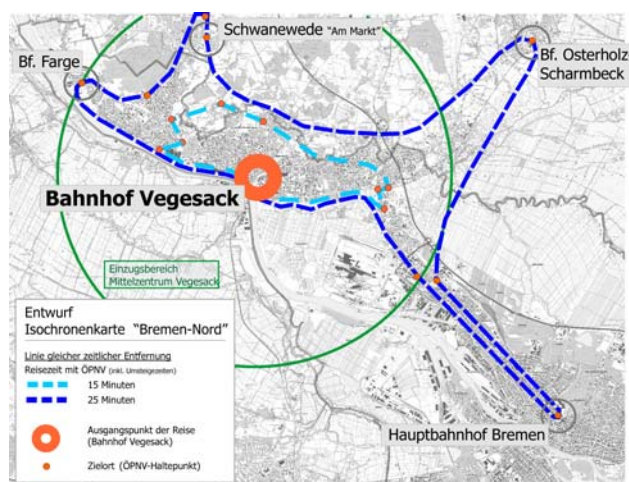 Schwanewede "Am Markt"
Bf. Farge
Bf. Osterholz
Scharmbeck
Bahnhof Vegesack
Einzugsbereich
Mittelzentrum Vegesack
Entwurf
Isochronenkarte "Bremen-Nord"
Linie gleicher zeitlicher Entfernung
Reisezeit mit ÖPNV (inkl. Umsteigezeiten)
15 Minuten
25 Minuten
Ausgangspunkt der Reise
(Bahnhof Vegesack)
Zielort (ÖPNV-Haltepunkt)
Hauptbahnhof Bremen